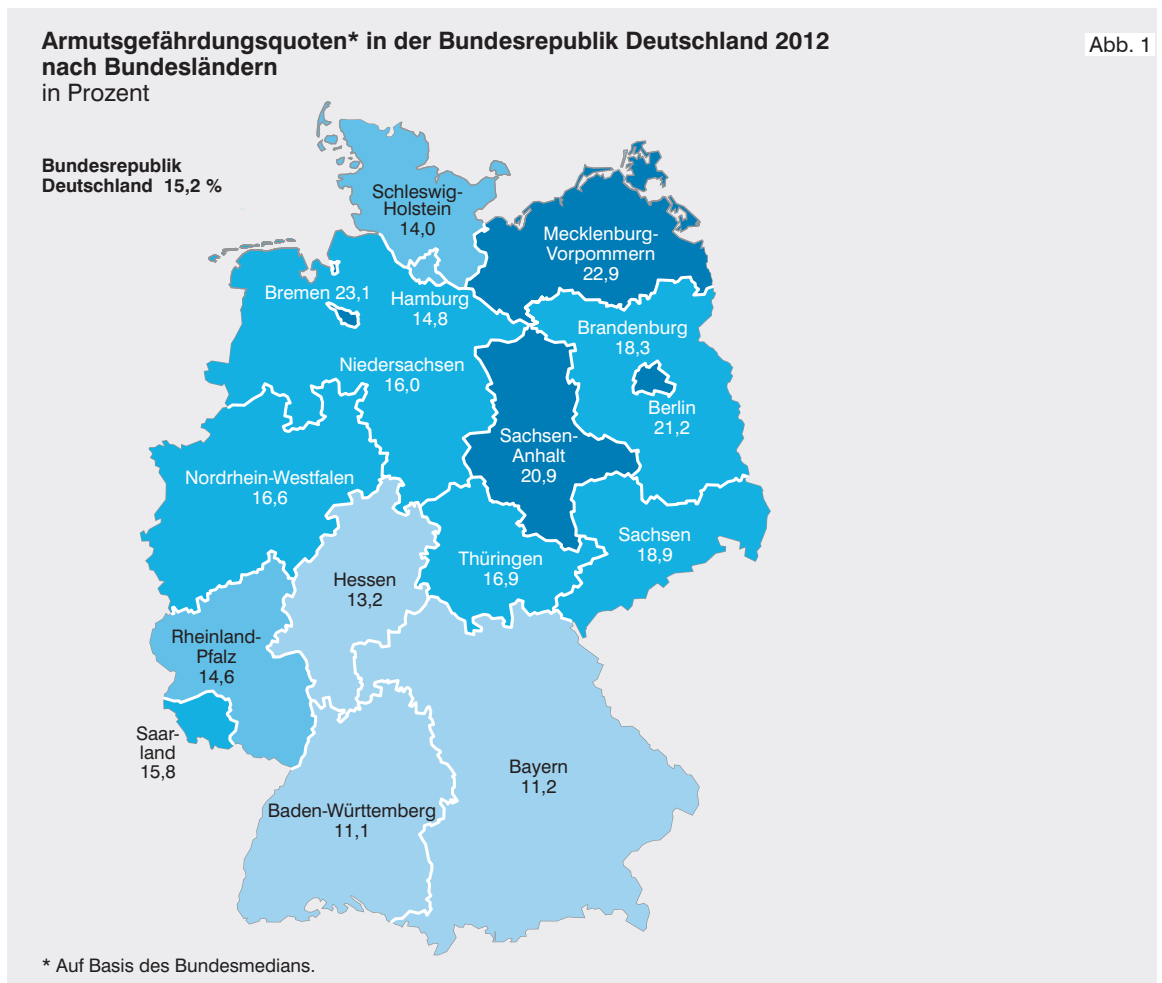 Armutsgefährdungsquoten* in der Bundesrepublik Deutschland 2012
nach Bundesländern
in Prozent
Abb. 1
Bundesrepublik
Deutschland 15,2 %
Schleswig-
Holstein
14,0
Mecklenburg-
Vorpommern
22,9
Bremen 23,1
Hamburg
14,8
Brandenburg
18,3
Niedersachsen
16,0
Berlin
21,2
Sachsen-
Anhalt
20,9
Nordrhein-Westfalen
16,6
Sachsen
18,9
Thüringen
16,9
Hessen
13,2
Rheinland-
Pfalz
14,6
Saar-
land
15,8
Bayern
11,2
Baden-Württemberg
11,1
* Auf Basis des Bundesmedians.